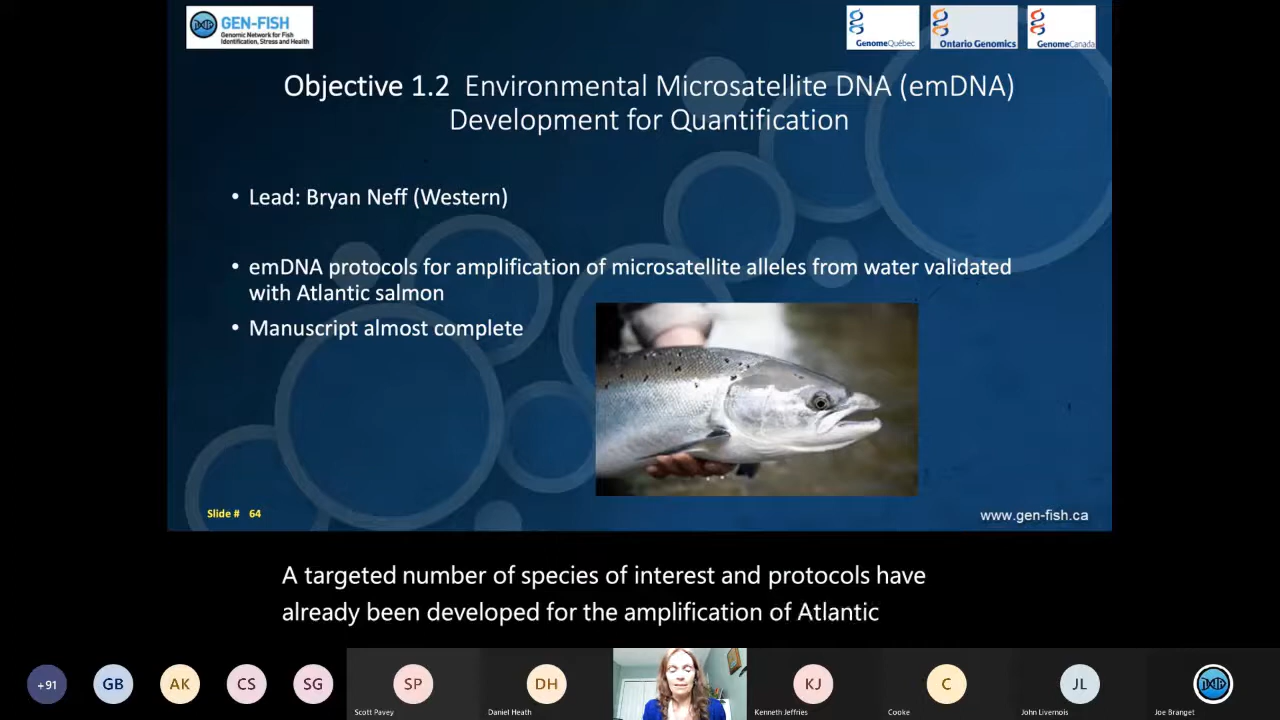 GEN-FISH
Genomic Network for Fish
Identification, Stress and Health
GenomeQuébec
Ontario Genomics
GenomeCanada
Objective 1.2 Environmental Microsatellite DNA (emDNA)
Development for Quantification
• Lead: Bryan Neff (Western)
• emDNA protocols for amplification of microsatellite alleles from water validated
with Atlantic salmon
• Manuscript almost complete
Slide # 64
www.gen-fish.ca
A targeted number of species of interest and protocols have
already been developed for the amplification of Atlantic
+91
GB
AK
CS
SG
SP
DH
KJ
C
JL
Scott Pavey
Daniel Heath
Kenneth Jeffries
Cooke
John Livernois
Joe Branget